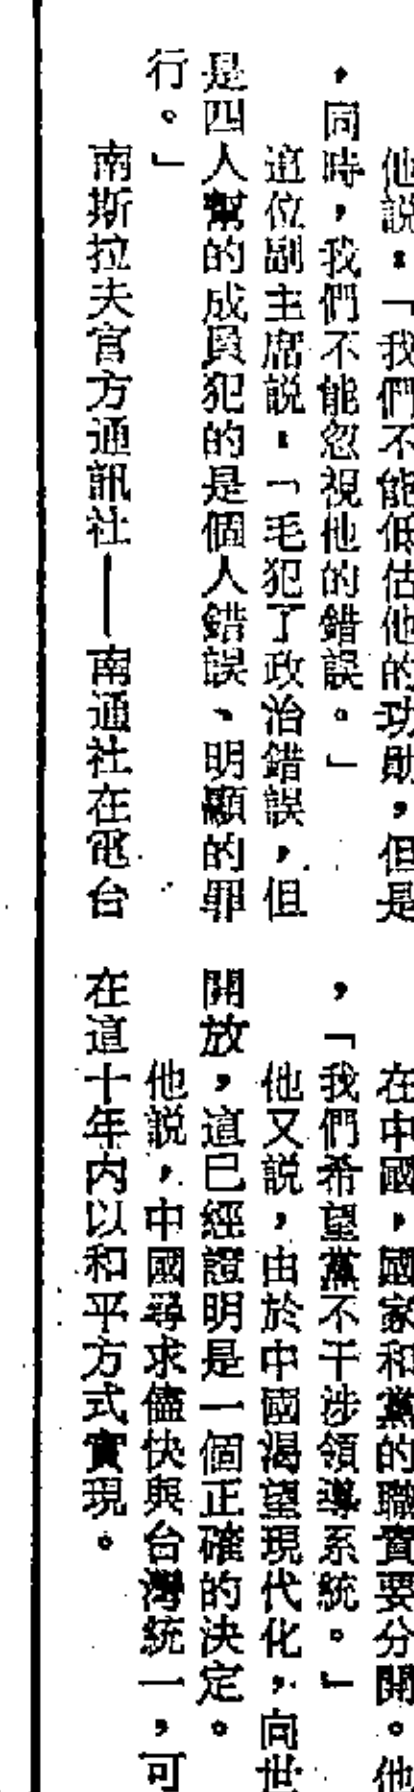 他説：「我們不能低估他的功勛，但是
，同時，我們不能忽視他的錯誤。」
這位副主席説：「毛犯了政治錯誤，但
是四人幫的成員犯的是個人錯誤、明顯的罪
行。」
南斯拉夫官方通訊社——南通社在電台
在中國，國家和黨的職責要分開。他
，「我們希望黨不干涉領導系統。」
他又説，由於中國渴望現代化，向世
開放，這已經證明是一個正確的決定。
他説，中國尋求儘快與台灣統一，可
在這十年内以和平方式實現。